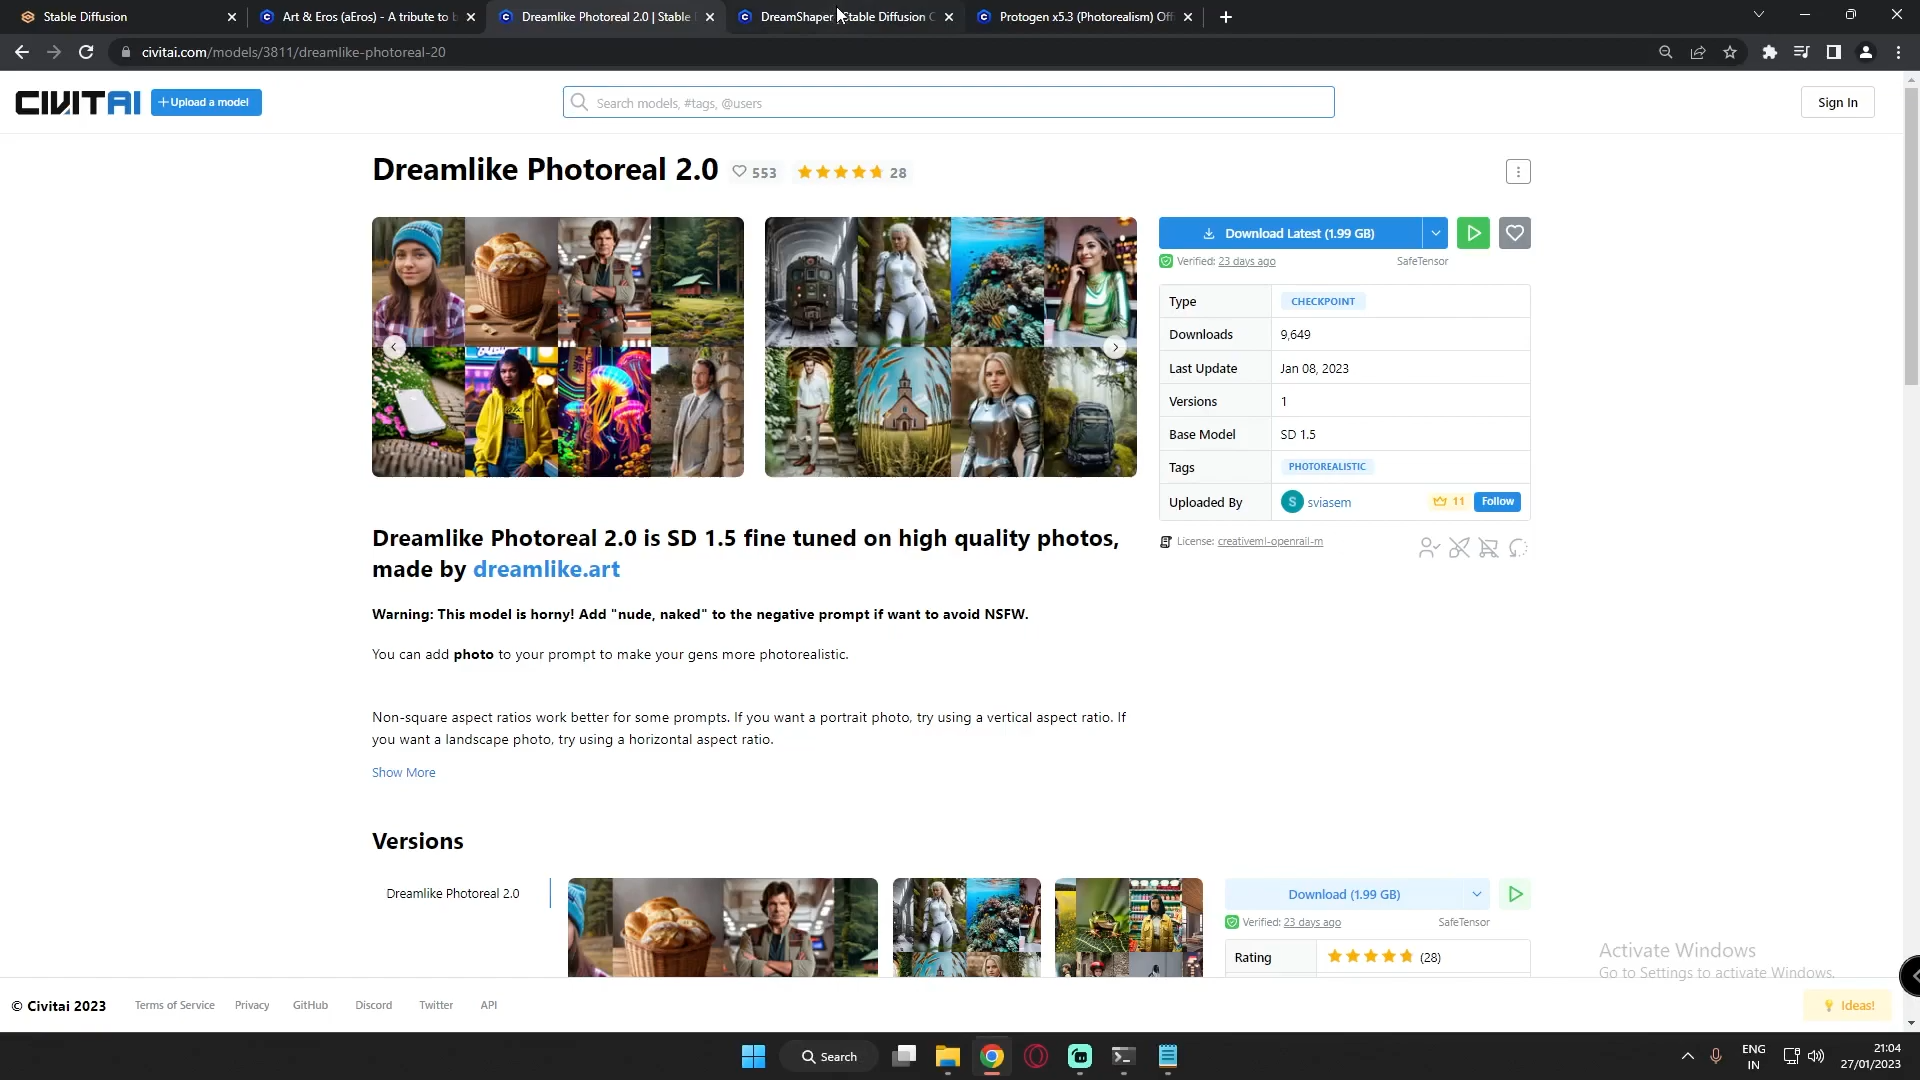 Stable Diffusion
Art & Eros (aEros) - A tribute to b
Dreamlike Photoreal 2.0 | Stable
DreamShaper Stable Diffusion C
Protogen x5.3 (Photorealism) Off
civitai.com/models/3811/dreamlike-photoreal-20
CIVITAI
Upload a model
Search models, #tags, @users
Sign In
Dreamlike Photoreal 2.0
553
28
Download Latest (1.99 GB)
Verified: 23 days ago
SafeTensor
Type
CHECKPOINT
Downloads
9,649
Last Update
Jan 08, 2023
Versions
1
Base Model
SD 1.5
Tags
PHOTOREALISTIC
Uploaded By
S sviasem
11
Follow
License: creativeml-openrail-m
Dreamlike Photoreal 2.0 is SD 1.5 fine tuned on high quality photos,
made by dreamlike.art
Warning: This model is horny! Add "nude, naked" to the negative prompt if want to avoid NSFW.
You can add photo to your prompt to make your gens more photorealistic.
Non-square aspect ratios work better for some prompts. If you want a portrait photo, try using a vertical aspect ratio. If
you want a landscape photo, try using a horizontal aspect ratio.
Show More
Versions
Dreamlike Photoreal 2.0
Download (1.99 GB)
Verified: 23 days ago
SafeTensor
Rating
(28)
Activate Windows
Go to Settings to activate Windows.
© Civitai 2023
Terms of Service
Privacy
GitHub
Discord
Twitter
API
Ideas!
Search
ENG
IN
21:04
27/01/2023